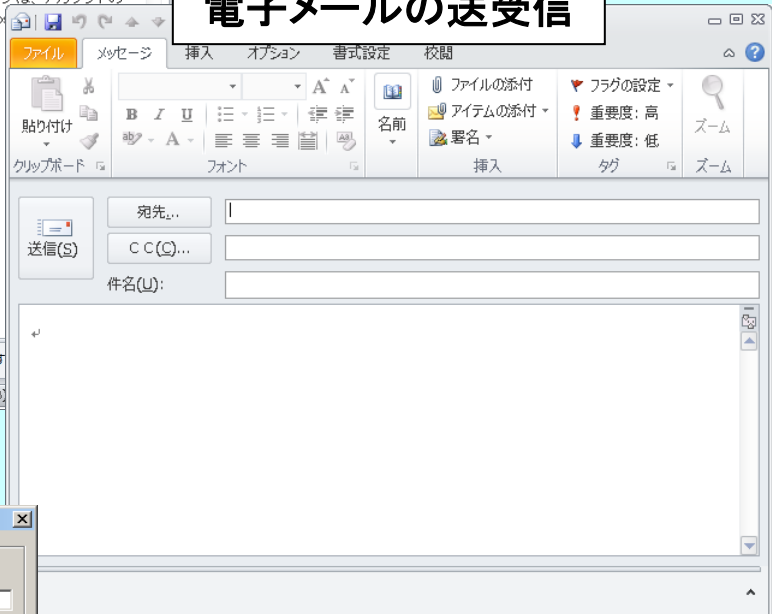 電子メールの送受信
ファイル メッセージ 挿入 オプション 書式設定 校閲
貼り付け
B I U
A A
ab A
名前
ファイルの添付
アイテムの添付
署名
フラグの設定
重要度: 高
重要度: 低
ズーム
クリップボード フォント 挿入 タグ ズーム
送信(S)
宛先...
C C(C)...
件名(U):